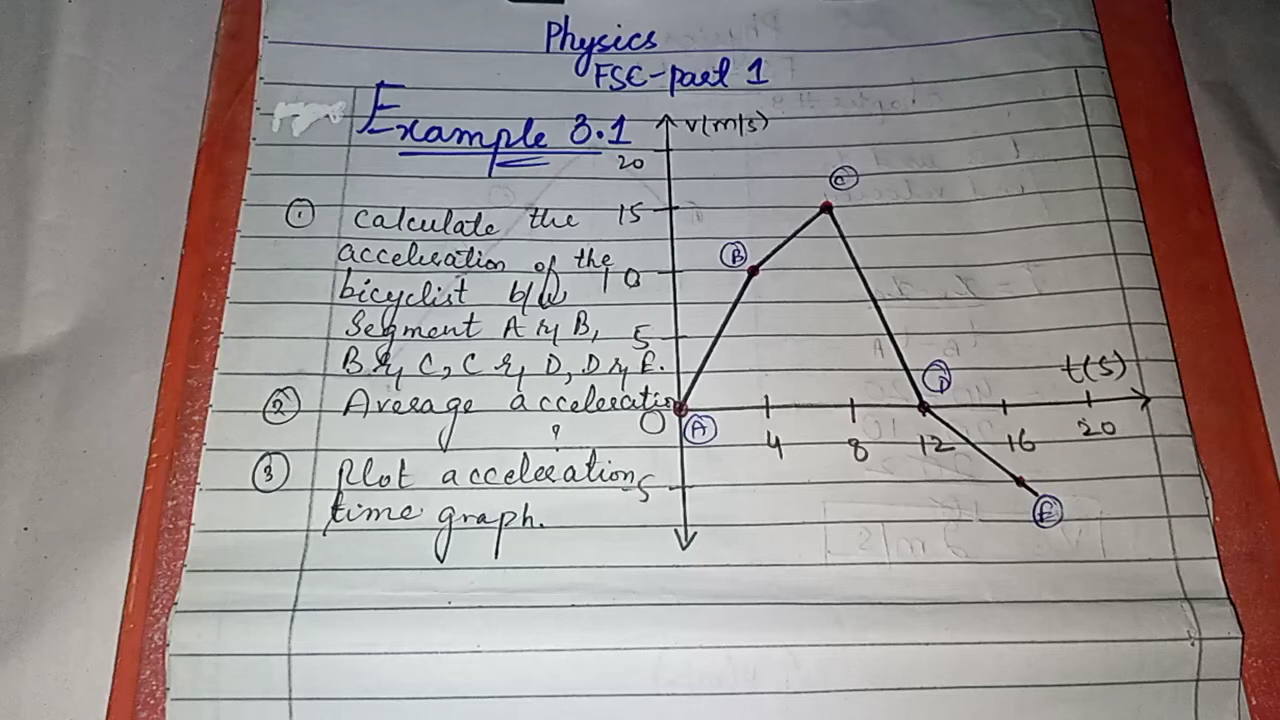 Physics
FSC-part 1
Example 3.1
① Calculate the
acceleration of the
bicyclist b/w
Segment A & B,
B & C, C & D, D & E.
② Average acceleration
?
③ Plot acceleration
time graph.
v(m/s)
20
15
10
5
O
-5
4
8
12
16
20
t(s)
A
B
C
D
E